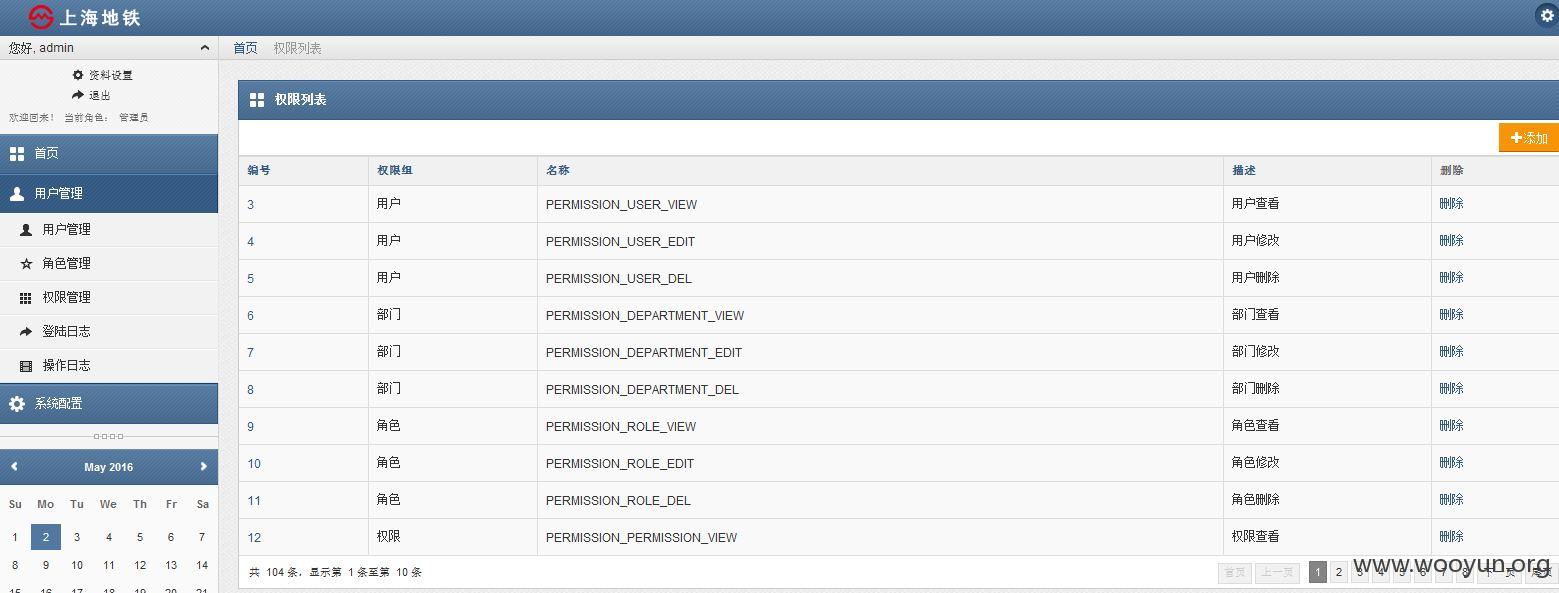 上海地铁
您好, admin
首页 权限列表
资料设置
退出
欢迎回来! 当前角色: 管理员
首页
用户管理
用户管理
角色管理
权限管理
登陆日志
操作日志
系统配置
May 2016
Su Mo Tu We Th Fr Sa
1 2 3 4 5 6 7
8 9 10 11 12 13 14
15 16 17 18 19 20 21
权限列表
添加
编号 权限组 名称 描述 删除
3 用户 PERMISSION_USER_VIEW 用户查看 删除
4 用户 PERMISSION_USER_EDIT 用户修改 删除
5 用户 PERMISSION_USER_DEL 用户删除 删除
6 部门 PERMISSION_DEPARTMENT_VIEW 部门查看 删除
7 部门 PERMISSION_DEPARTMENT_EDIT 部门修改 删除
8 部门 PERMISSION_DEPARTMENT_DEL 部门删除 删除
9 角色 PERMISSION_ROLE_VIEW 角色查看 删除
10 角色 PERMISSION_ROLE_EDIT 角色修改 删除
11 角色 PERMISSION_ROLE_DEL 角色删除 删除
12 权限 PERMISSION_PERMISSION_VIEW 权限查看 删除
共 104 条，显示第 1 条至第 10 条
首页 上一页 1 2 3 4 5 6 7 8 下一页 尾页
www.wooyun.org